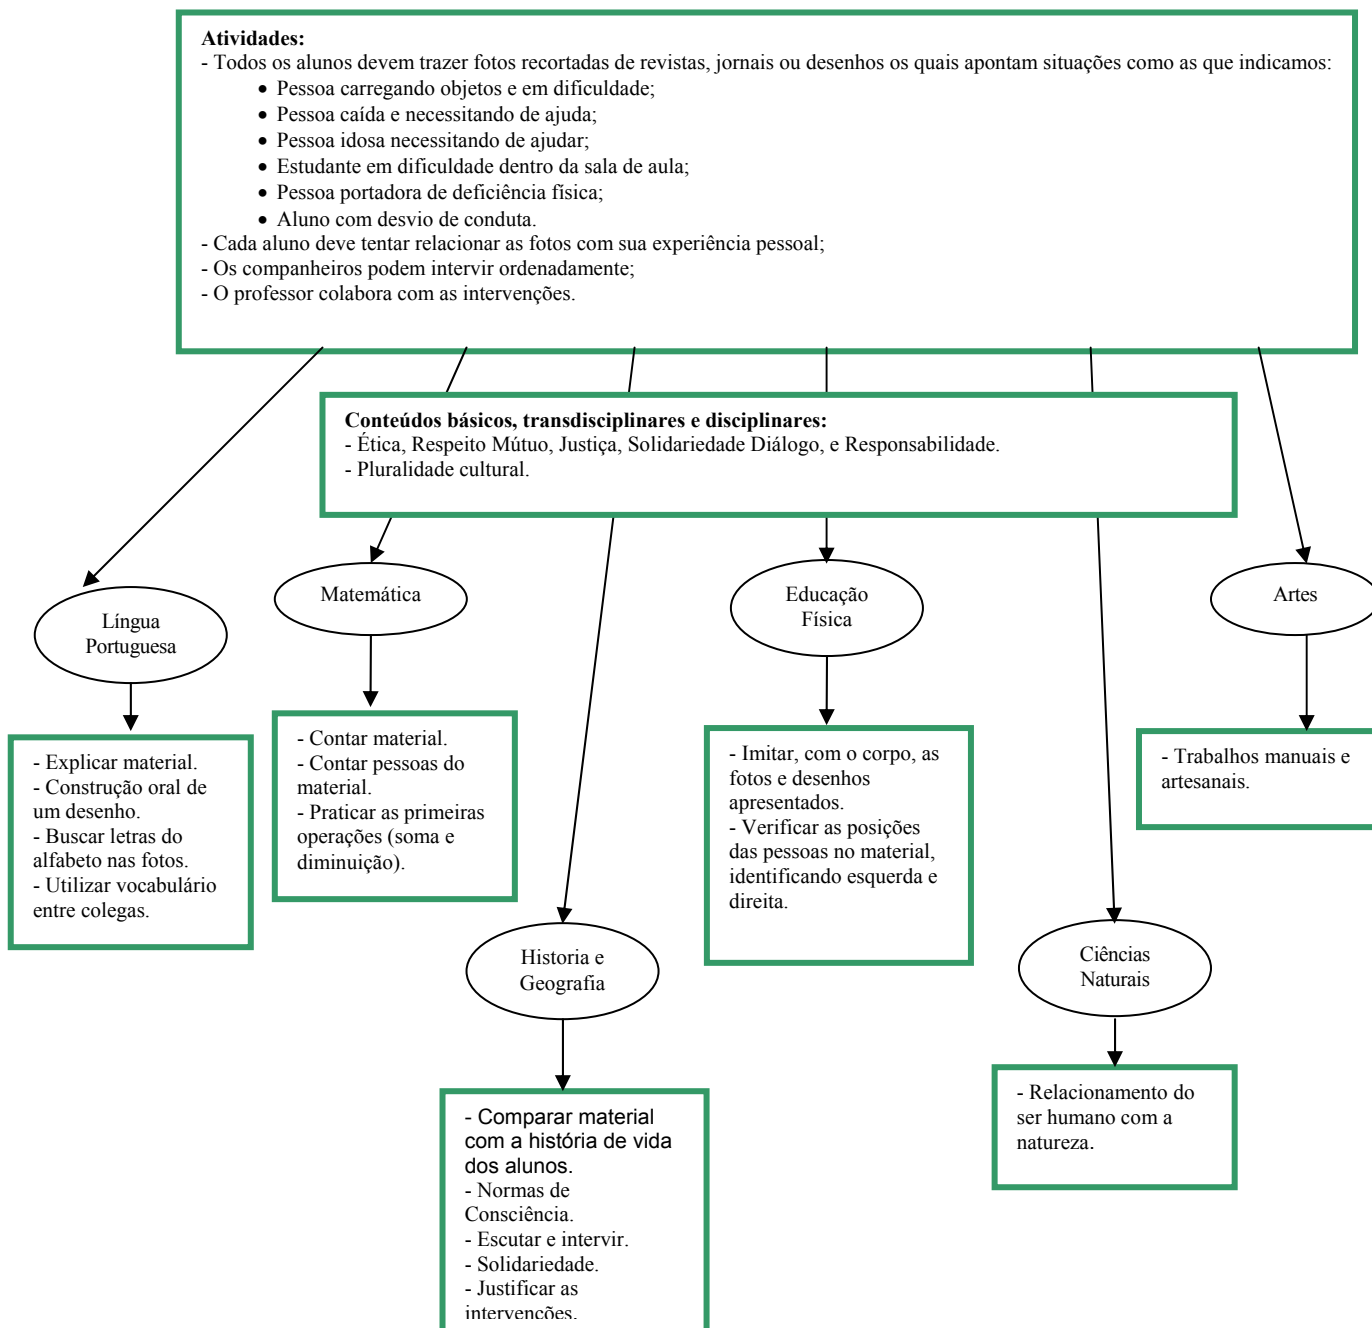 Atividades:
- Todos os alunos devem trazer fotos recortadas de revistas, jornais ou desenhos os quais apontam situações como as que indicamos:
• Pessoa carregando objetos e em dificuldade;
• Pessoa caída e necessitando de ajuda;
• Pessoa idosa necessitando de ajudar;
• Estudante em dificuldade dentro da sala de aula;
• Pessoa portadora de deficiência física;
• Aluno com desvio de conduta.
- Cada aluno deve tentar relacionar as fotos com sua experiência pessoal;
- Os companheiros podem intervir ordenadamente;
- O professor colabora com as intervenções.
Conteúdos básicos, transdisciplinares e disciplinares:
- Ética, Respeito Mútuo, Justiça, Solidariedade Diálogo, e Responsabilidade.
- Pluralidade cultural.
Língua
Portuguesa
- Explicar material.
- Construção oral de
um desenho.
- Buscar letras do
alfabeto nas fotos.
- Utilizar vocabulário
entre colegas.
Matemática
- Contar material.
- Contar pessoas do
material.
- Praticar as primeiras
operações (soma e
diminuição).
Historia e
Geografia
- Comparar material
com a história de vida
dos alunos.
- Normas de
Consciência.
- Escutar e intervir.
- Solidariedade.
- Justificar as
intervenções.
Educação
Física
- Imitar, com o corpo, as
fotos e desenhos
apresentados.
- Verificar as posições
das pessoas no material,
identificando esquerda e
direita.
Ciências
Naturais
- Relacionamento do
ser humano com a
natureza.
Artes
- Trabalhos manuais e
artesanais.